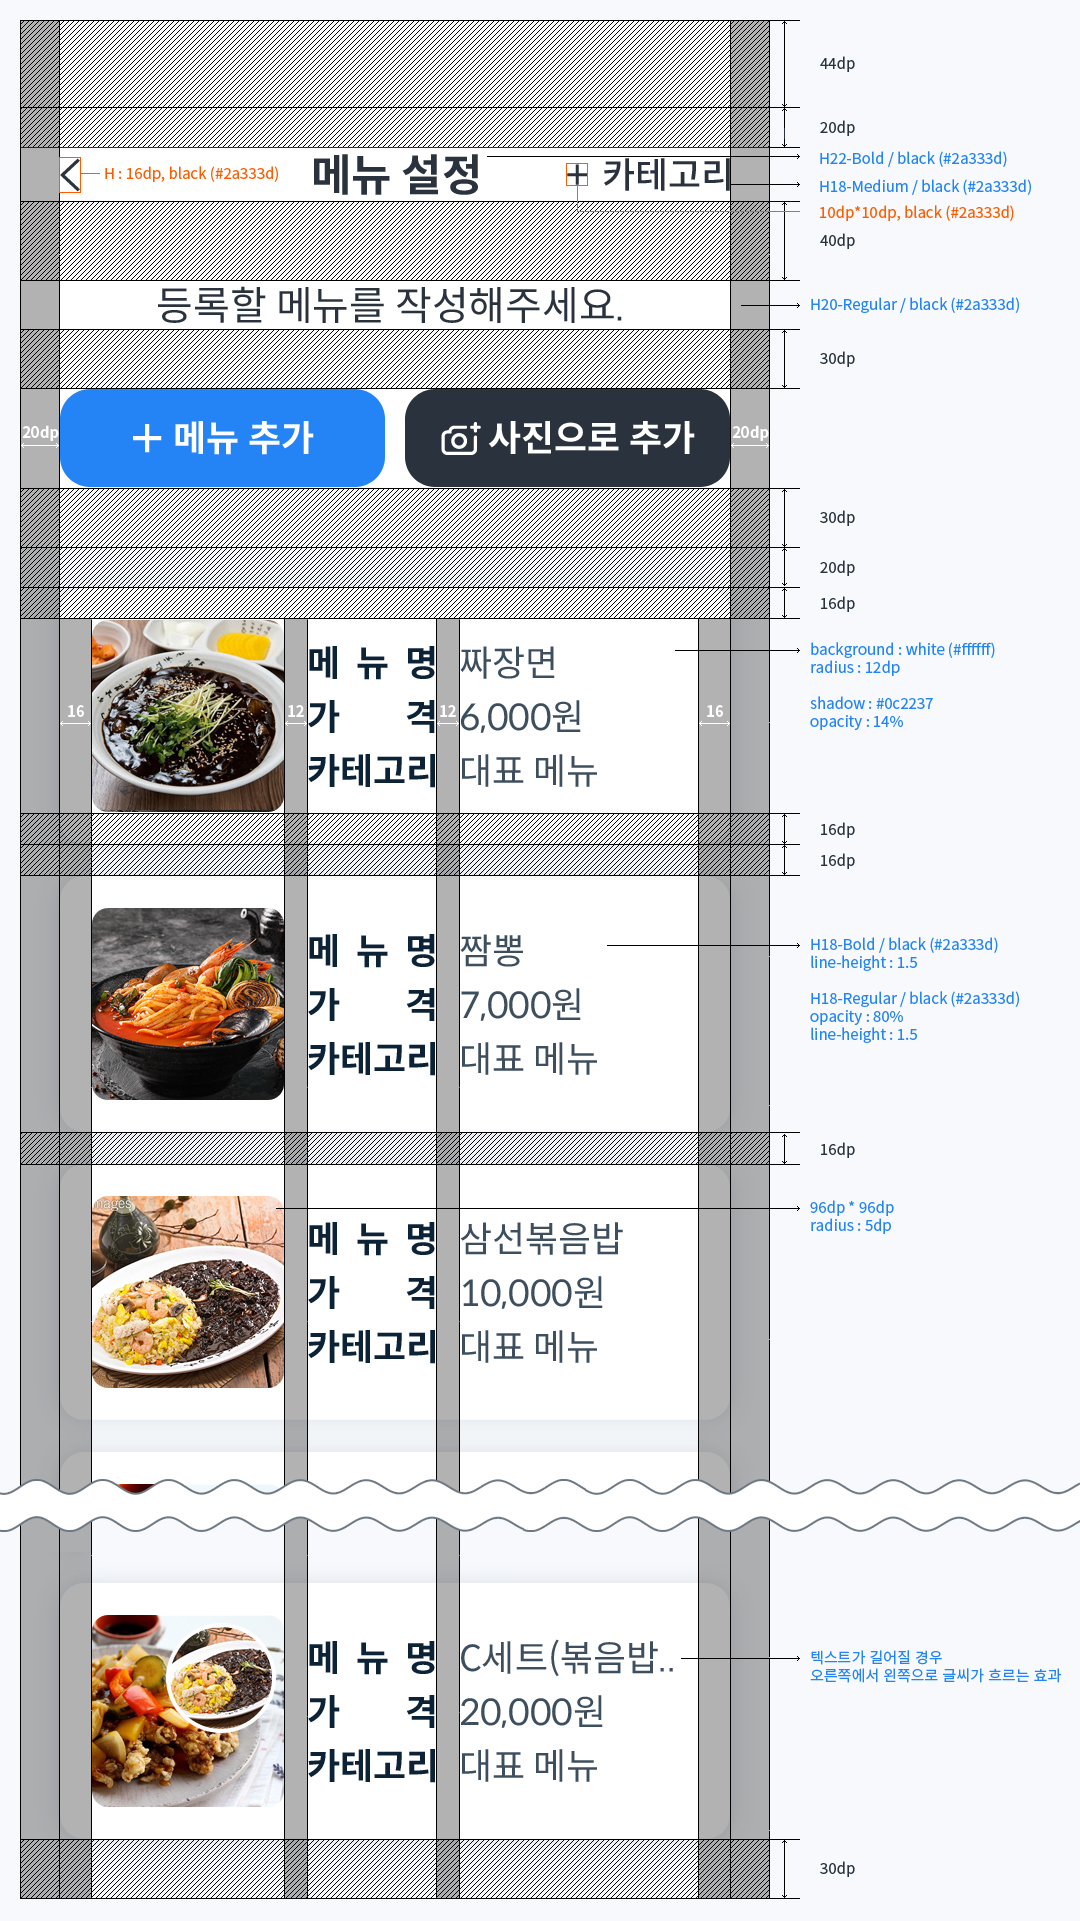 44dp
20dp
H : 16dp, black (#2a333d)
메뉴 설정
카테고리
H22-Bold / black (#2a333d)
H18-Medium / black (#2a333d)
10dp*10dp, black (#2a333d)
40dp
등록할 메뉴를 작성해주세요.
H20-Regular / black (#2a333d)
30dp
20dp
메뉴 추가
사진으로 추가
20dp
30dp
20dp
16dp
메 뉴 명 짜장면
background : white (#ffffff)
radius : 12dp
16 12 12 16
가 격 6,000원
shadow : #0c2237
opacity : 14%
카테고리 대표 메뉴
16dp
16dp
메 뉴 명 짬뽕
H18-Bold / black (#2a333d)
line-height : 1.5
가 격 7,000원
H18-Regular / black (#2a333d)
opacity : 80%
line-height : 1.5
카테고리 대표 메뉴
16dp
96dp * 96dp
radius : 5dp
메 뉴 명 삼선볶음밥
가 격 10,000원
카테고리 대표 메뉴
메 뉴 명 C세트(볶음밥..
텍스트가 길어질 경우
오른쪽에서 왼쪽으로 글씨가 흐르는 효과
가 격 20,000원
카테고리 대표 메뉴
30dp